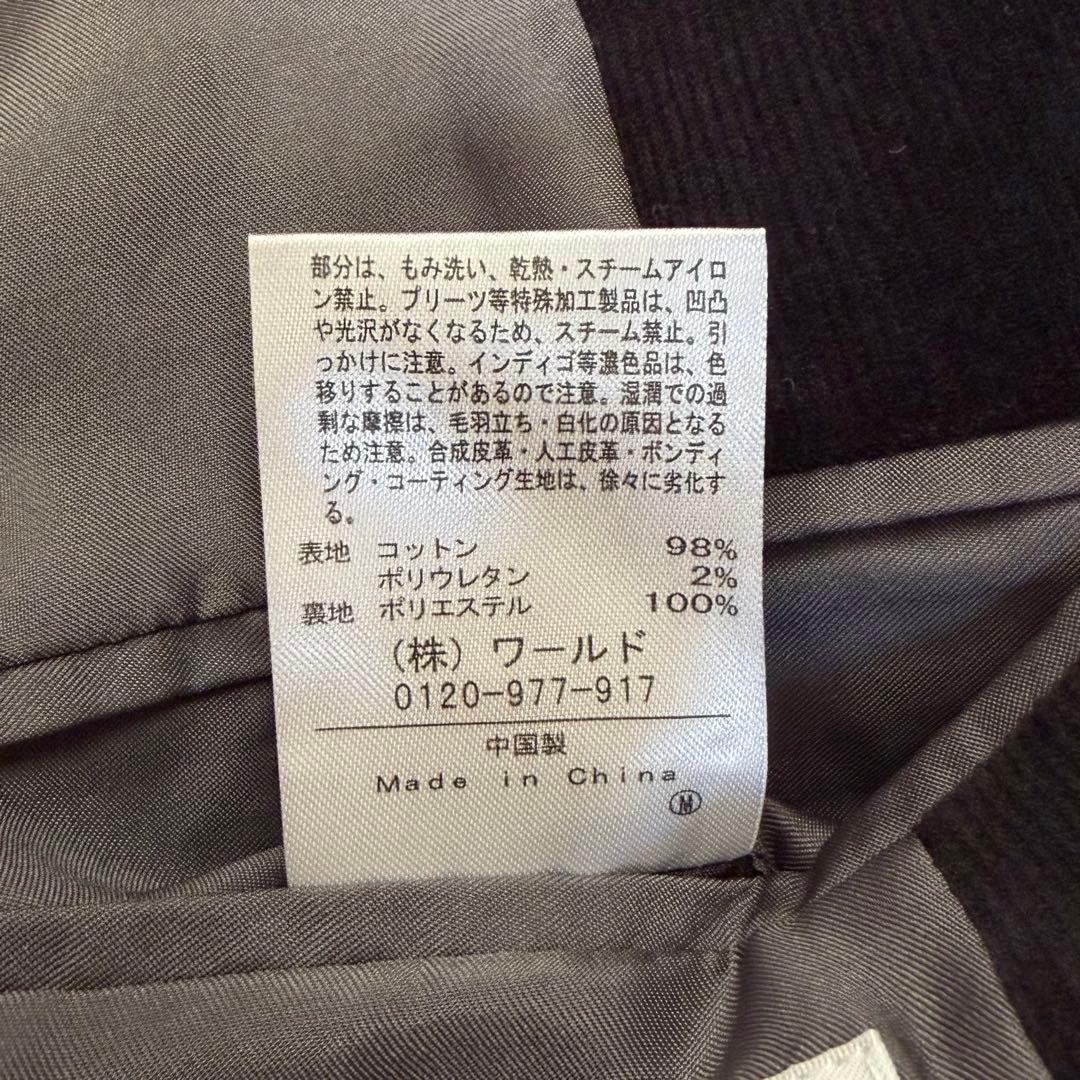 部分は、もみ洗い、乾熱・スチームアイロ
ン禁止。プリーツ等特殊加工製品は、凹凸
や光沢がなくなるため、スチーム禁止。引
っかけに注意。インディゴ等濃色品は、色
移りすることがあるので注意。湿潤での過
剰な摩擦は、毛羽立ち・白化の原因となる
ため注意。合成皮革・人工皮革・ボンディ
ング・コーティング生地は、徐々に劣化す
る。
表地 コットン 98%
ポリウレタン 2%
裏地 ポリエステル 100%
(株) ワールド
0120-977-917
中国製
Made in China
Ⓜ